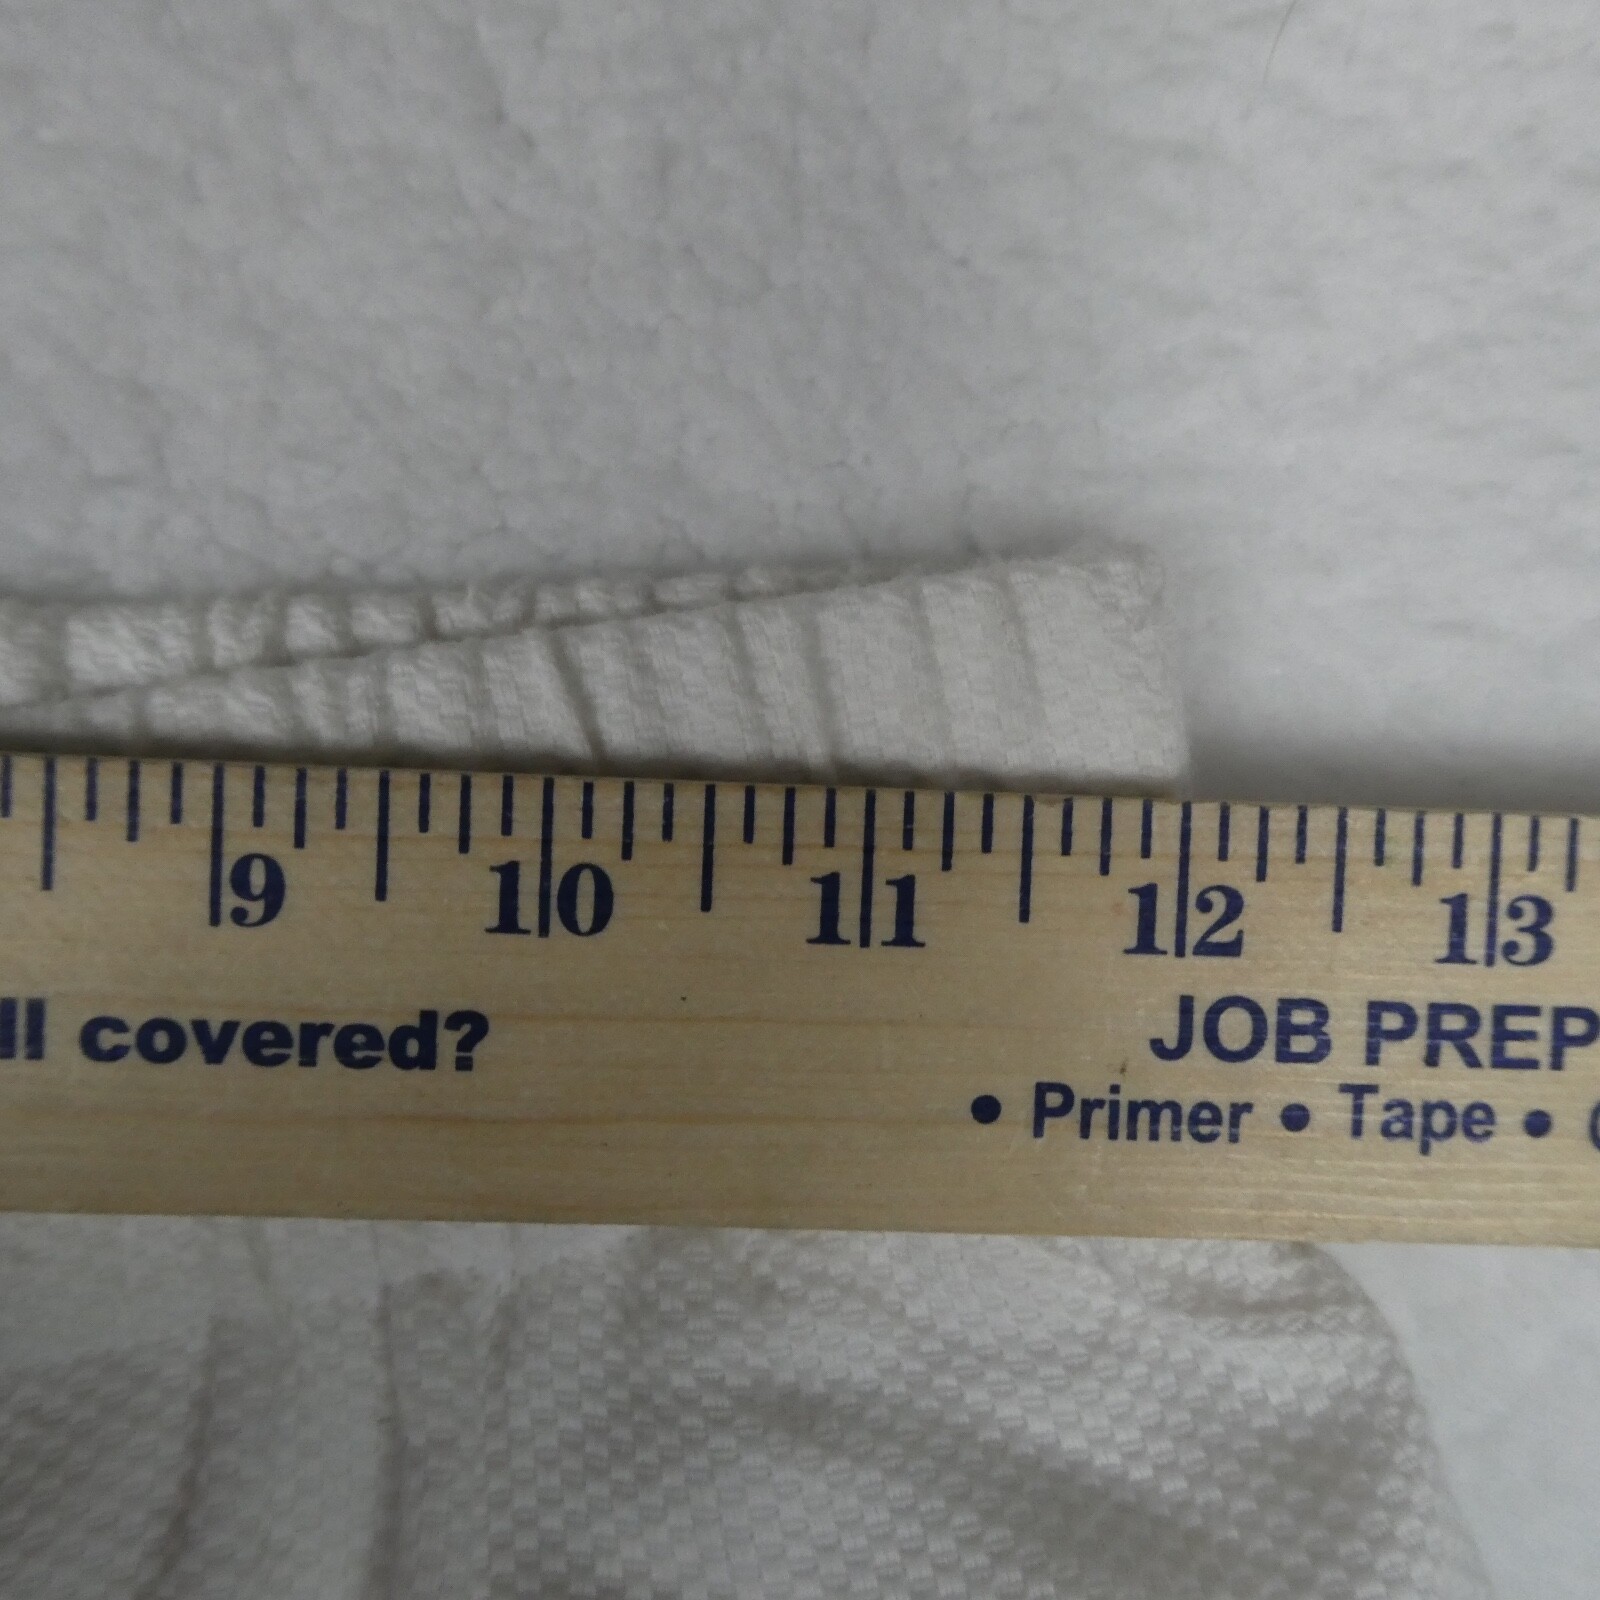 9 10 11 12 13
ll covered?
JOB PREP
• Primer • Tape •